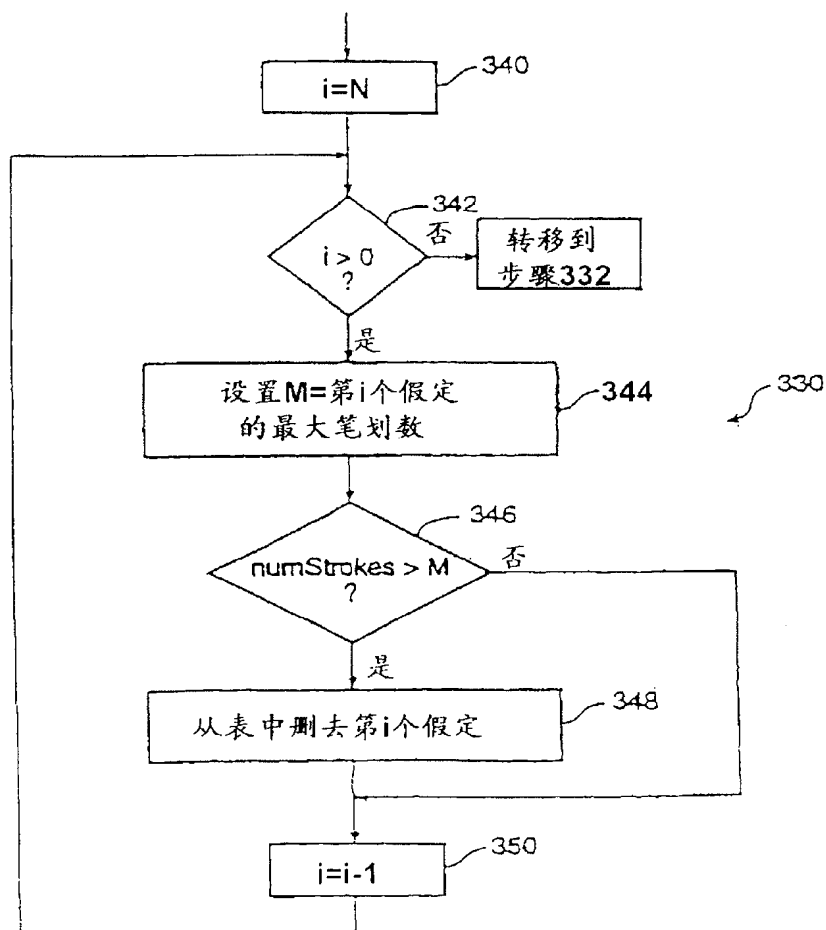 340
i=N
342
否
i > 0
?
转移到
步骤332
是
设置M=第i个假定
的最大笔划数
344
330
346
numStrokes > M
?
否
是
从表中删去第i个假定
348
350
i=i-1